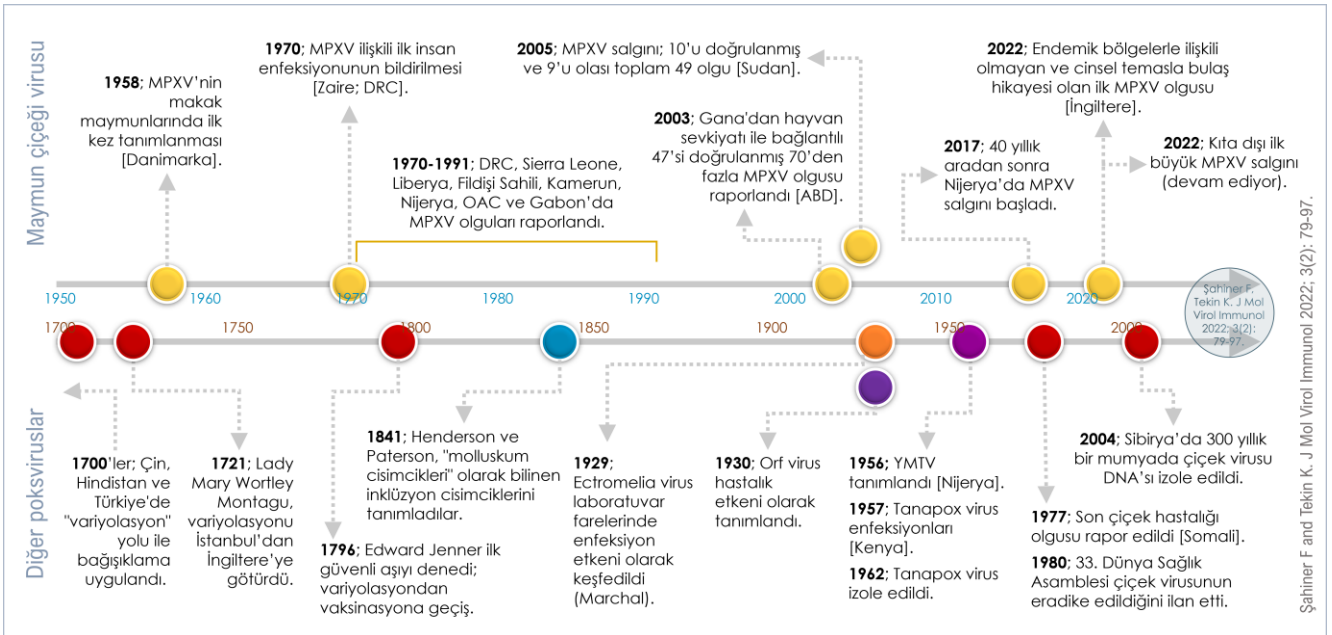 Maymun çiçeği virusu
1958; MPXV'nin
makak
maymunlarında ilk
kez tanımlanması
[Danimarka].
1970; MPXV ilişkili ilk insan
enfeksiyonunun bildirilmesi
[Zaire; DRC].
1970-1991; DRC, Sierra Leone,
Liberya, Fildişi Sahili, Kamerun,
Nijerya, OAC ve Gabon'da
MPXV olguları raporlandı.
2005; MPXV salgını; 10'u doğrulanmış
ve 9'u olası toplam 49 olgu [Sudan].
2003; Gana'dan hayvan
sevkiyatı ile bağlantılı
47'si doğrulanmış 70'den
fazla MPXV olgusu
raporlandı [ABD].
2017; 40 yıllık
aradan sonra
Nijerya'da MPXV
salgını başladı.
2022; Endemik bölgelerle ilişkili
olmayan ve cinsel temasla bulaş
hikayesi olan ilk MPXV olgusu
[İngiltere].
2022; Kıta dışı ilk
büyük MPXV salgını
(devam ediyor).
1950 1960 1970 1980 1990 2000 2010 2020
1700 1750 1800 1850 1900 1950 2000
Şahiner F,
Tekin K. J Mol
Virol Immunol
2022; 3(2):
79-97.
Diğer poksviruslar
1700'ler; Çin,
Hindistan ve
Türkiye'de
"variyolasyon"
yolu ile
bağışıklama
uygulandı.
1721; Lady
Mary Wortley
Montagu,
variyolasyonu
İstanbul'dan
İngiltere'ye
götürdü.
1841; Henderson ve
Paterson, "molluskum
cisimcikleri" olarak bilinen
inklüzyon cisimciklerini
tanımladılar.
1796; Edward Jenner ilk
güvenli aşıyı denedi;
variyolasyondan
vaksinasyona geçiş.
1929;
Ectromelia virus
laboratuvar
farelerinde
enfeksiyon
etkeni olarak
keşfedildi
(Marchal).
1930; Orf virus
hastalık
etkeni olarak
tanımlandı.
1956; YMTV
tanımlandı [Nijerya].
1957; Tanapox virus
enfeksiyonları
[Kenya].
1962; Tanapox virus
izole edildi.
2004; Sibirya'da 300 yıllık
bir mumyada çiçek virusu
DNA'sı izole edildi.
1977; Son çiçek hastalığı
olgusu rapor edildi [Somali].
1980; 33. Dünya Sağlık
Asamblesi çiçek virusunun
eradike edildiğini ilan etti.
Şahiner F and Tekin K. J Mol Virol Immunol 2022; 3(2): 79-97.